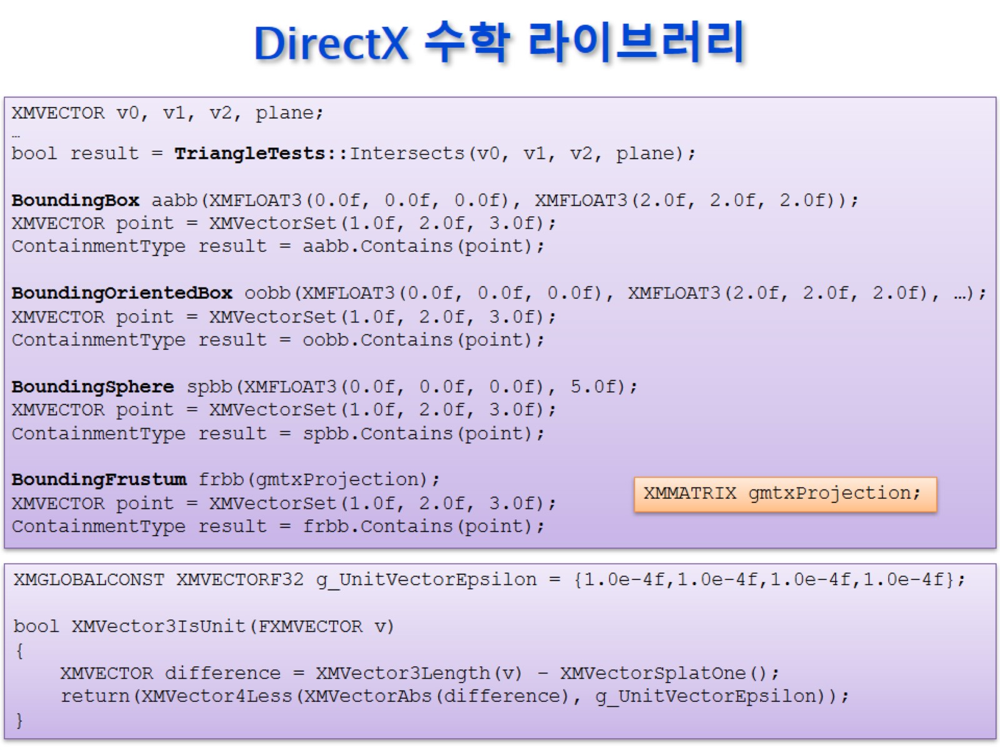 DirectX 수학 라이브러리
XMVECTOR v0, v1, v2, plane;
…
bool result = TriangleTests::Intersects(v0, v1, v2, plane);
BoundingBox aabb(XMFLOAT3(0.0f, 0.0f, 0.0f), XMFLOAT3(2.0f, 2.0f, 2.0f));
XMVECTOR point = XMVectorSet(1.0f, 2.0f, 3.0f);
ContainmentType result = aabb.Contains(point);
BoundingOrientedBox oobb(XMFLOAT3(0.0f, 0.0f, 0.0f), XMFLOAT3(2.0f, 2.0f, 2.0f), …);
XMVECTOR point = XMVectorSet(1.0f, 2.0f, 3.0f);
ContainmentType result = oobb.Contains(point);
BoundingSphere spbb(XMFLOAT3(0.0f, 0.0f, 0.0f), 5.0f);
XMVECTOR point = XMVectorSet(1.0f, 2.0f, 3.0f);
ContainmentType result = spbb.Contains(point);
BoundingFrustum frbb(gmtxProjection);
XMMATRIX gmtxProjection;
XMVECTOR point = XMVectorSet(1.0f, 2.0f, 3.0f);
ContainmentType result = frbb.Contains(point);
XMGLOBALCONST XMVECTORF32 g_UnitVectorEpsilon = {1.0e-4f,1.0e-4f,1.0e-4f,1.0e-4f};
bool XMVector3IsUnit(FXMVECTOR v)
{
    XMVECTOR difference = XMVector3Length(v) - XMVectorSplatOne();
    return(XMVector4Less(XMVectorAbs(difference), g_UnitVectorEpsilon));
}